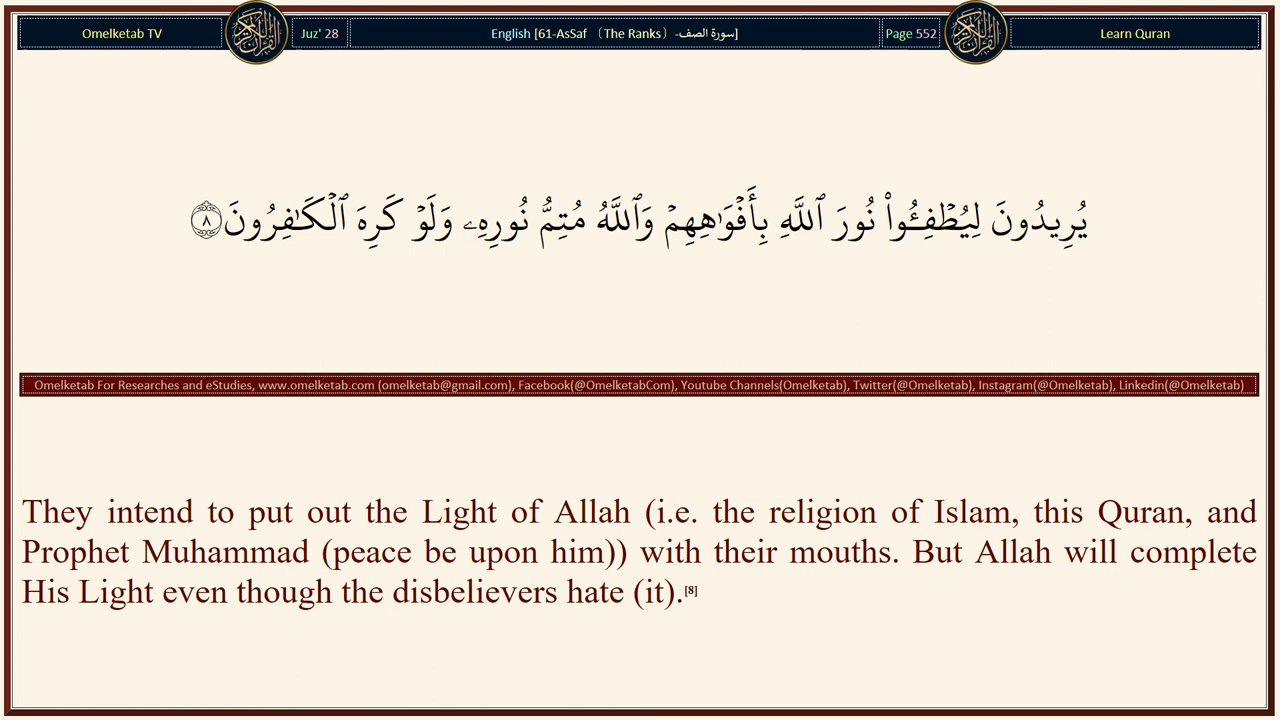 Omelketab TV
Juz' 28
English [61-AsSaf （The Ranks）-سورة الصف]
Page 552
Learn Quran
يُرِيدُونَ لِيُطۡفِـُٔواْ نُورَ ٱللَّهِ بِأَفۡوَٰهِهِمۡ وَٱللَّهُ مُتِمُّ نُورِهِۦ وَلَوۡ كَرِهَ ٱلۡكَٰفِرُونَ ٨
Omelketab For Researches and eStudies, www.omelketab.com (omelketab@gmail.com), Facebook(@OmelketabCom), Youtube Channels(Omelketab), Twitter(@Omelketab), Instagram(@Omelketab), Linkedin(@Omelketab)
They intend to put out the Light of Allah (i.e. the religion of Islam, this Quran, and
Prophet Muhammad (peace be upon him)) with their mouths. But Allah will complete
His Light even though the disbelievers hate (it).[8]